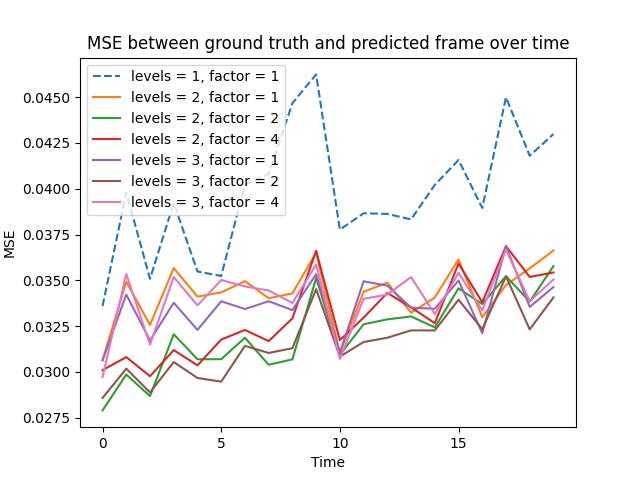 MSE between ground truth and predicted frame over time
levels = 1, factor = 1
levels = 2, factor = 1
levels = 2, factor = 2
levels = 2, factor = 4
levels = 3, factor = 1
levels = 3, factor = 2
levels = 3, factor = 4
0.0450
0.0425
0.0400
0.0375
0.0350
0.0325
0.0300
0.0275
MSE
0 5 10 15
Time